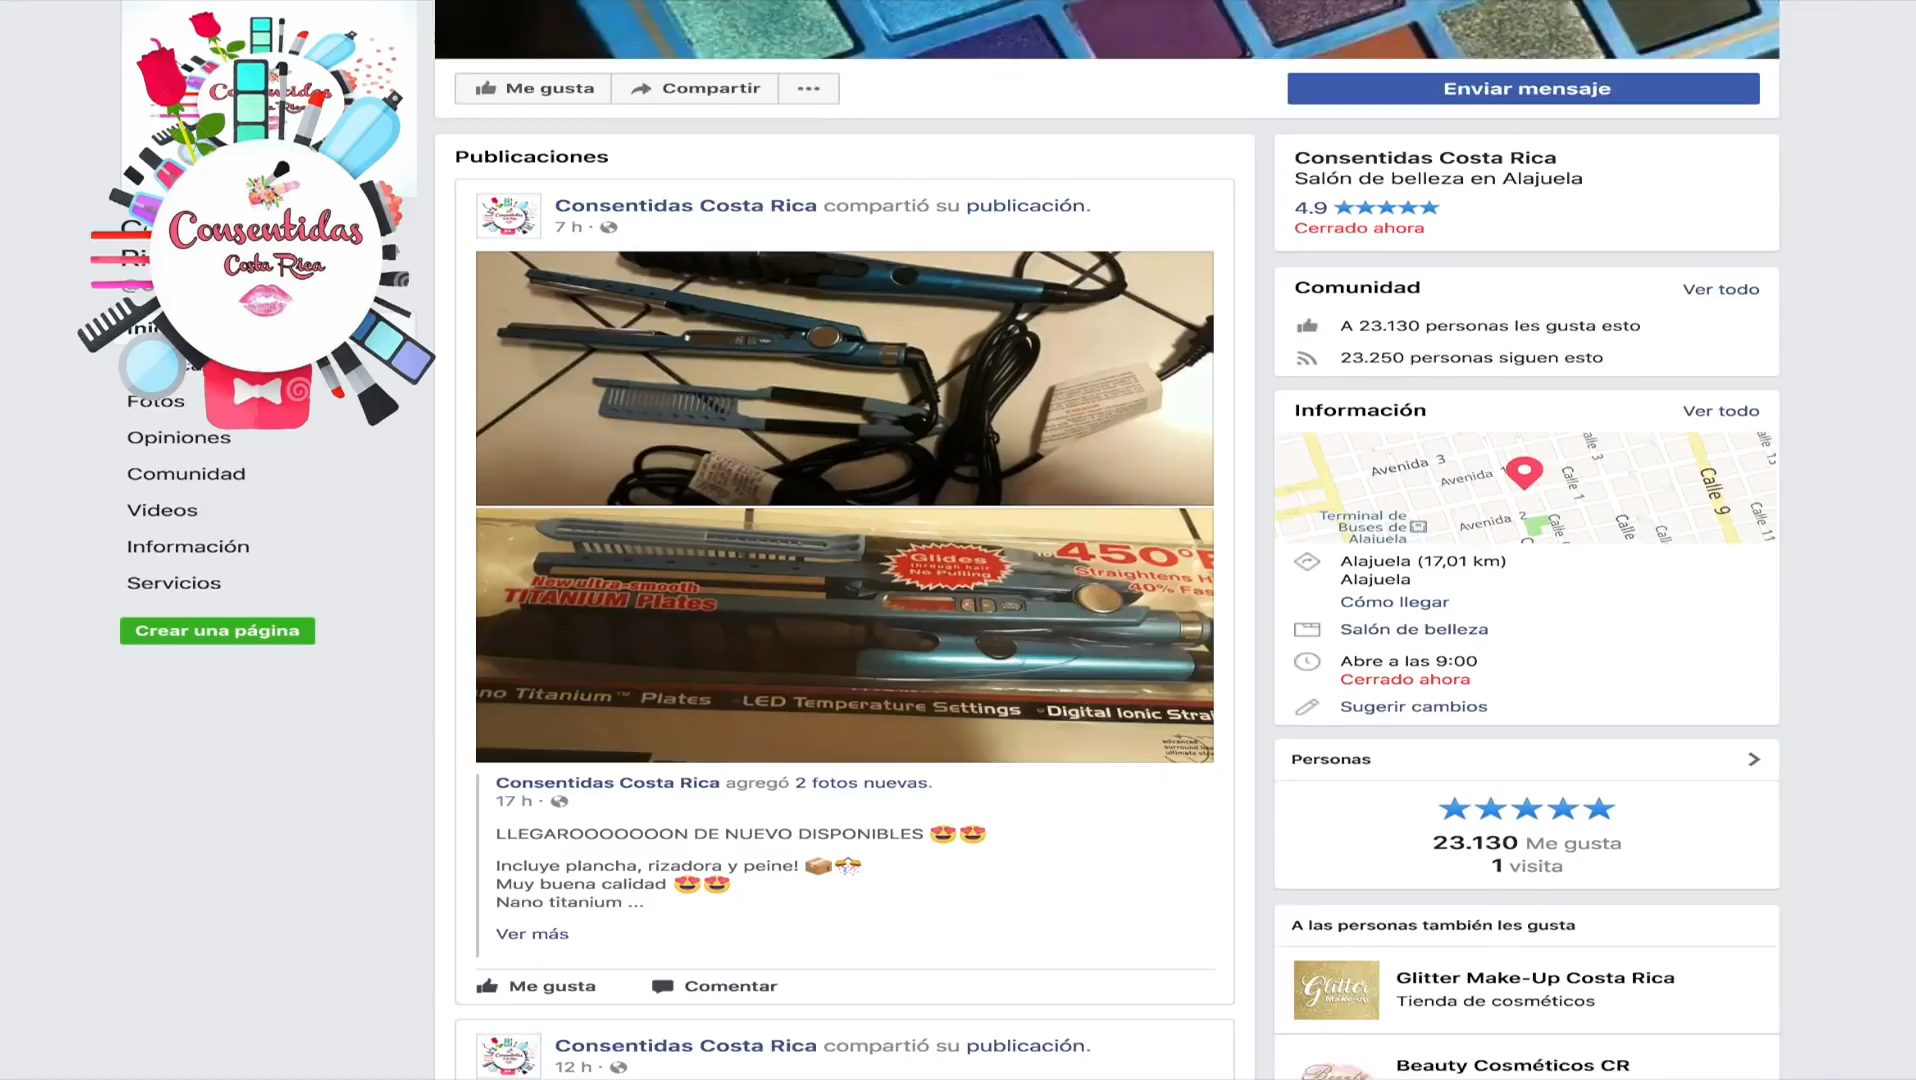 Consentidas
Costa Rica
Fotos
Opiniones
Comunidad
Videos
Información
Servicios
Crear una página
Me gusta
Compartir
Enviar mensaje
Publicaciones
Consentidas Costa Rica compartió su publicación.
7 h ·
Glides
through hair
No Pulling
450°F
Straightens H
40% Fas
New ultra-smooth
TITANIUM Plates
no Titanium™ Plates
LED Temperature Settings
Digital Ionic Strai
Consentidas Costa Rica agregó 2 fotos nuevas.
17 h ·
LLEGAROOOOOOON DE NUEVO DISPONIBLES 😍😍
Incluye plancha, rizadora y peine! 📦🎊
Muy buena calidad 😍😍
Nano titanium ...
Ver más
Me gusta
Comentar
Consentidas Costa Rica compartió su publicación.
12 h ·
Consentidas Costa Rica
Salón de belleza en Alajuela
4.9 ★★★★★
Cerrado ahora
Comunidad
Ver todo
A 23.130 personas les gusta esto
23.250 personas siguen esto
Información
Ver todo
Avenida 3
Avenida 1
Avenida 2
Calle 1
Calle 9
Terminal de
Buses de
Alajuela
Alajuela (17,01 km)
Alajuela
Cómo llegar
Salón de belleza
Abre a las 9:00
Cerrado ahora
Sugerir cambios
Personas
23.130 Me gusta
1 visita
A las personas también les gusta
Glitter
Make-up
Glitter Make-Up Costa Rica
Tienda de cosméticos
Beauty Cosméticos CR